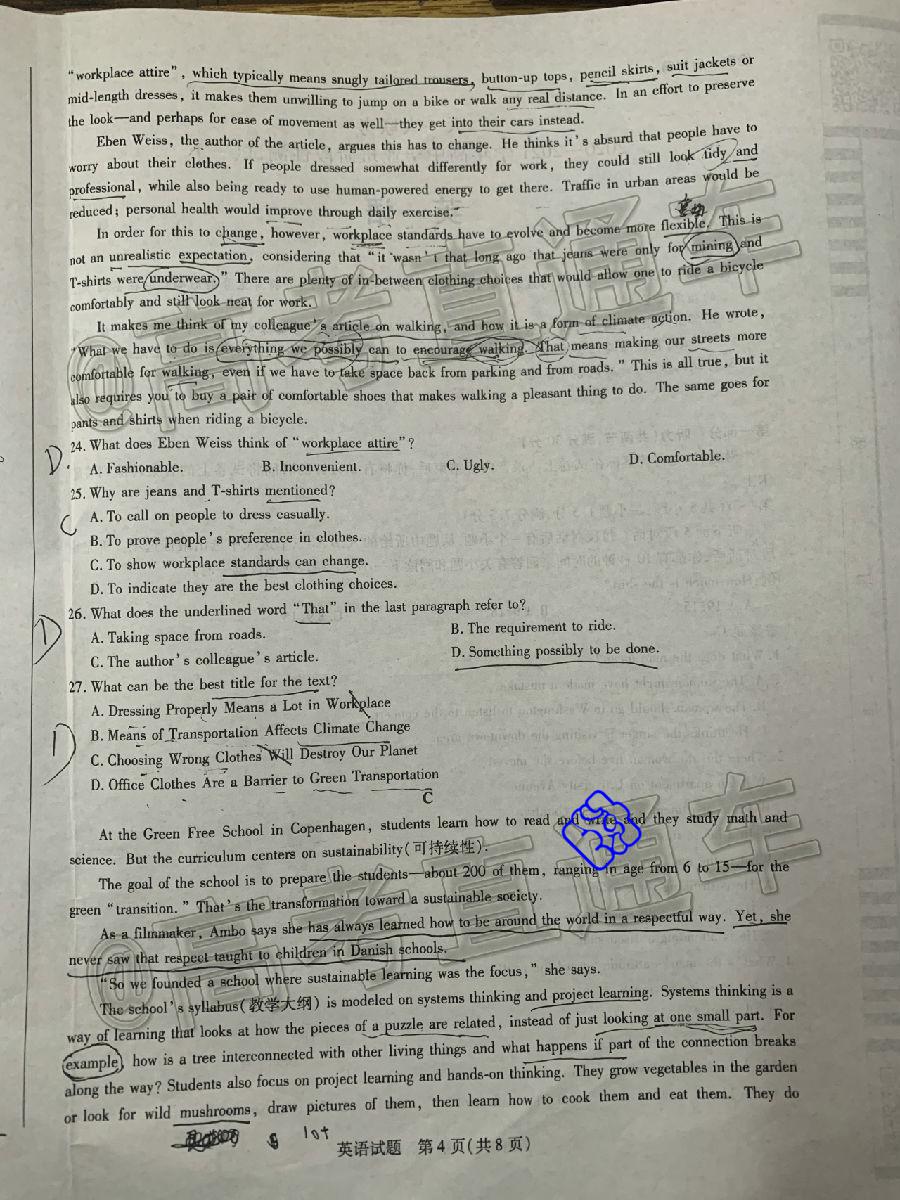 "workplace attire", which typically means snugly tailored trousers, button-up tops, pencil skirts, suit jackets or
mid-length dresses, it makes them unwilling to jump on a bike or walk any real distance. In an effort to preserve
the look—and perhaps for ease of movement as well—they get into their cars instead.
Eben Weiss, the author of the article, argues this has to change. He thinks it's absurd that people have to
worry about their clothes. If people dressed somewhat differently for work, they could still look tidy and
professional, while also being ready to use human-powered energy to get there. Traffic in urban areas would be
reduced; personal health would improve through daily exercise."
In order for this to change, however, workplace standards have to evolve and become more flexible. This is
not an unrealistic expectation, considering that "it wasn't that long ago that jeans were only for mining and
T-shirts were underwear." There are plenty of in-between clothing choices that would allow one to ride a bicycle
comfortably and still look neat for work.
It makes me think of my colleague's article on walking, and how it is a form of climate action. He wrote,
"What we have to do is everything we possibly can to encourage walking. That means making our streets more
comfortable for walking, even if we have to take space back from parking and from roads." This is all true, but it
also requires you to buy a pair of comfortable shoes that makes walking a pleasant thing to do. The same goes for
pants and shirts when riding a bicycle.
D. 24. What does Eben Weiss think of "workplace attire"?
A. Fashionable. B. Inconvenient. C. Ugly. D. Comfortable.
25. Why are jeans and T-shirts mentioned?
C A. To call on people to dress casually.
B. To prove people's preference in clothes.
C. To show workplace standards can change.
D. To indicate they are the best clothing choices.
26. What does the underlined word "That" in the last paragraph refer to?
D A. Taking space from roads. B. The requirement to ride.
C. The author's colleague's article. D. Something possibly to be done.
27. What can be the best title for the text?
A. Dressing Properly Means a Lot in Workplace
D B. Means of Transportation Affects Climate Change
C. Choosing Wrong Clothes Will Destroy Our Planet
D. Office Clothes Are a Barrier to Green Transportation
C
At the Green Free School in Copenhagen, students learn how to read and write and they study math and
science. But the curriculum centers on sustainability(可持续性).
The goal of the school is to prepare the students—about 200 of them, ranging in age from 6 to 15—for the
green "transition." That's the transformation toward a sustainable society.
As a filmmaker, Ambo says she has always learned how to be around the world in a respectful way. Yet, she
never saw that respect taught to children in Danish schools.
"So we founded a school where sustainable learning was the focus," she says.
The school's syllabus(教学大纲) is modeled on systems thinking and project learning. Systems thinking is a
way of learning that looks at how the pieces of a puzzle are related, instead of just looking at one small part. For
example, how is a tree interconnected with other living things and what happens if part of the connection breaks
along the way? Students also focus on project learning and hands-on thinking. They grow vegetables in the garden
or look for wild mushrooms, draw pictures of them, then learn how to cook them and eat them. They do
lot
英语试题 第4页(共8页)
@高考直通车
@高考直通车